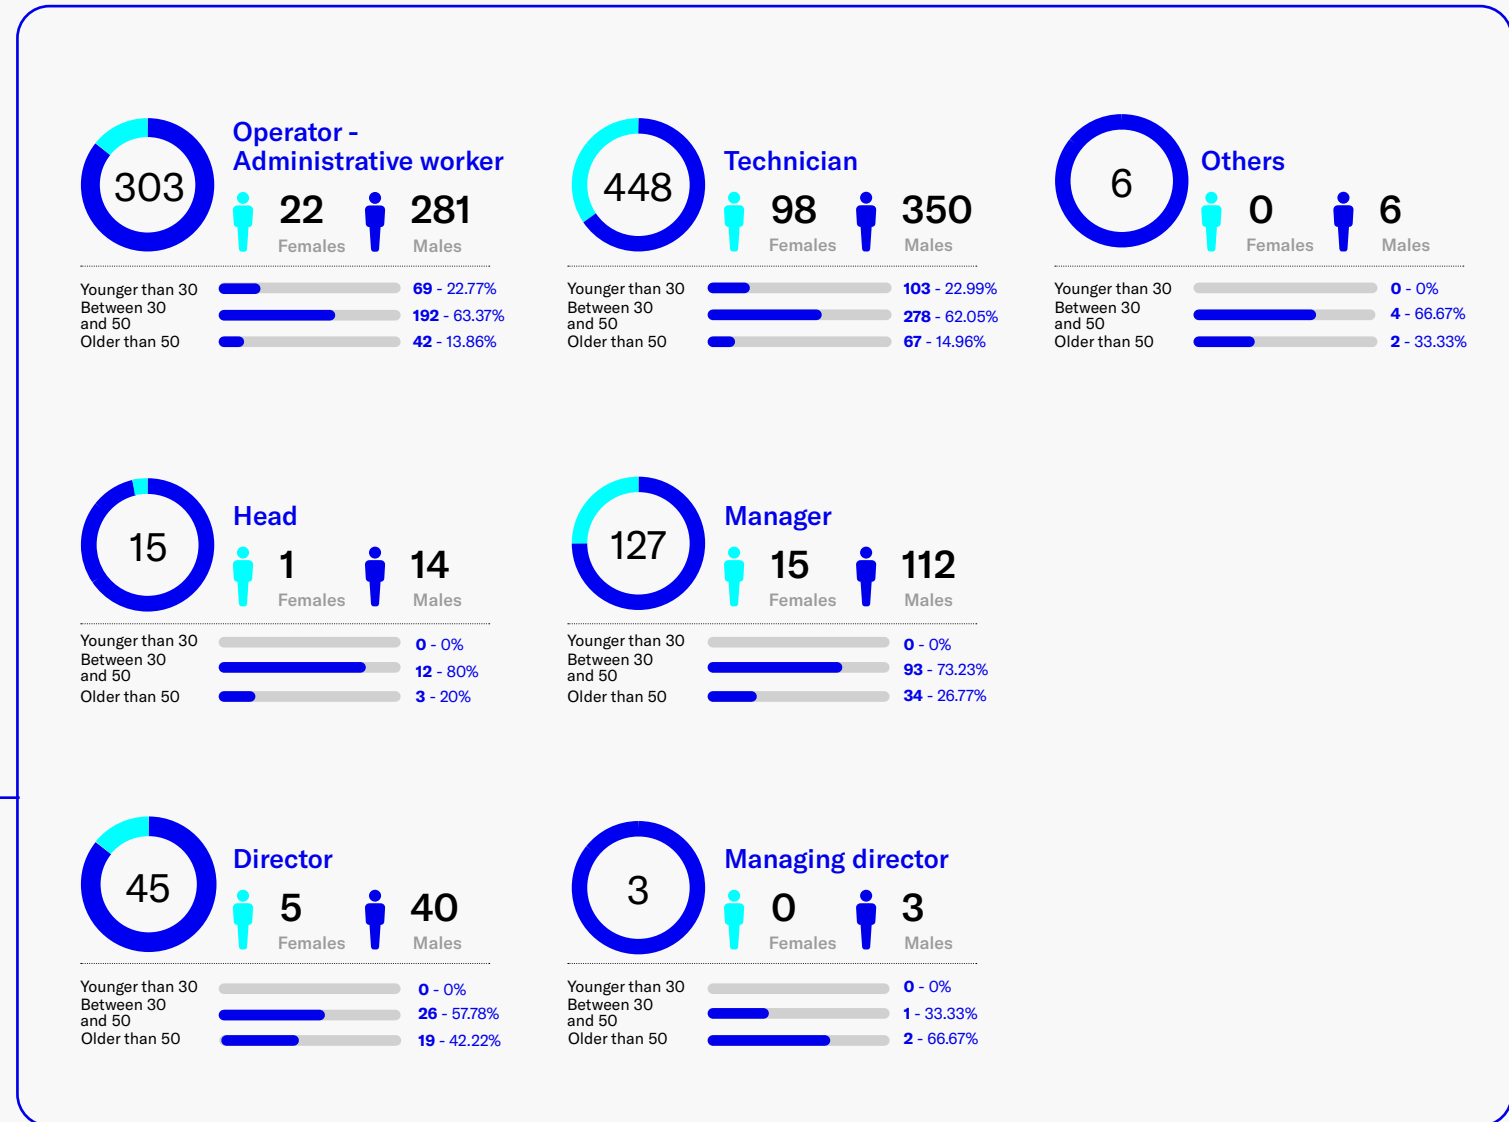 303
Operator -
Administrative worker
22
281
Females
Males
Younger than 30
69 - 22.77%
Between 30
and 50
192 - 63.37%
Older than 50
42 - 13.86%
448
Technician
98
350
Females
Males
Younger than 30
103 - 22.99%
Between 30
and 50
278 - 62.05%
Older than 50
67 - 14.96%
6
Others
0
6
Females
Males
Younger than 30
0 - 0%
Between 30
and 50
4 - 66.67%
Older than 50
2 - 33.33%
15
Head
1
14
Females
Males
Younger than 30
0 - 0%
Between 30
and 50
12 - 80%
Older than 50
3 - 20%
127
Manager
15
112
Females
Males
Younger than 30
0 - 0%
Between 30
and 50
93 - 73.23%
Older than 50
34 - 26.77%
45
Director
5
40
Females
Males
Younger than 30
0 - 0%
Between 30
and 50
26 - 57.78%
Older than 50
19 - 42.22%
3
Managing director
0
3
Females
Males
Younger than 30
0 - 0%
Between 30
and 50
1 - 33.33%
Older than 50
2 - 66.67%